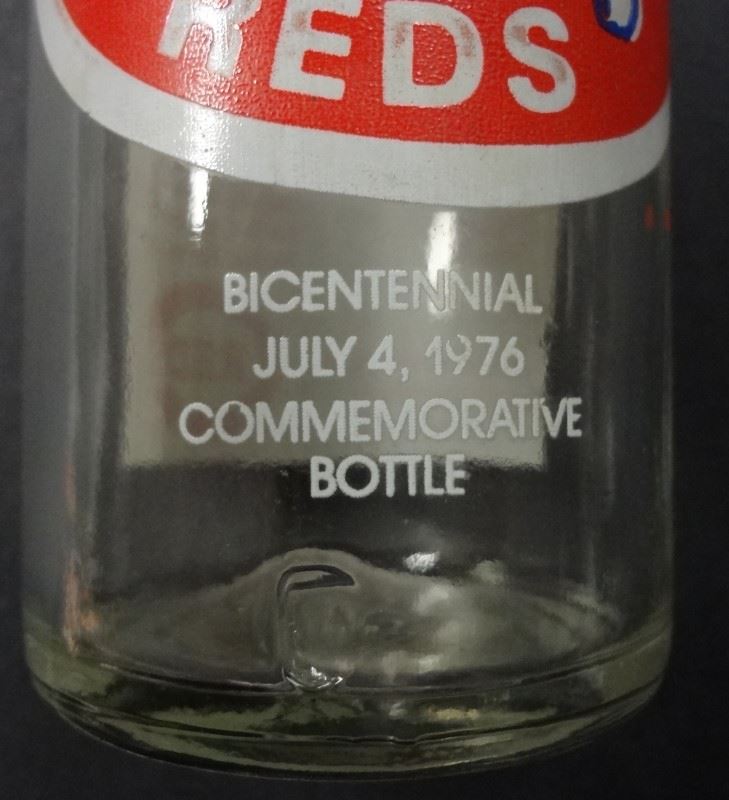 REDS
BICENTENNIAL
JULY 4, 1976
COMMEMORATIVE
BOTTLE